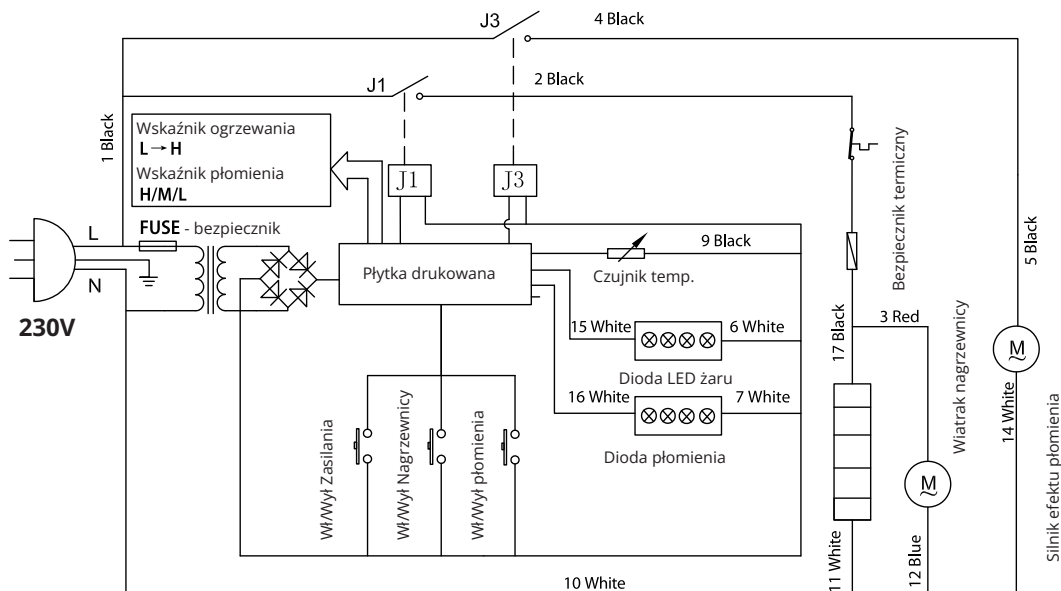 J3
4 Black
J1
2 Black
1 Black
Wskaźnik ogrzewania
L → H
Wskaźnik płomienia
H/M/L
J1
J3
Bezpiecznik termiczny
L
FUSE - bezpiecznik
9 Black
5 Black
Płytka drukowana
Czujnik temp.
N
230V
15 White
6 White
17 Black
3 Red
M
~
Dioda LED żaru
16 White
7 White
Wiatrak nagrzewnicy
14 White
Dioda płomienia
Wł/Wył Zasilania
Wł/Wył Nagrzewnicy
Wł/Wył płomienia
M
~
Silnik efektu płomienia
10 White
11 White
12 Blue